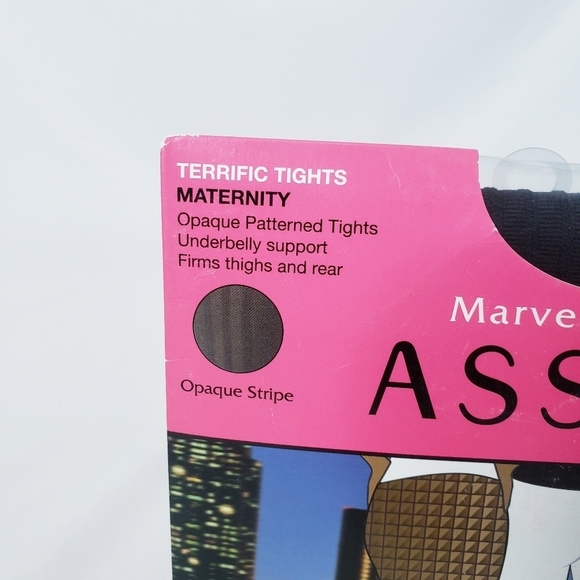 TERRIFIC TIGHTS
MATERNITY
Opaque Patterned Tights
Underbelly support
Firms thighs and rear
Opaque Stripe
Marve
ASS